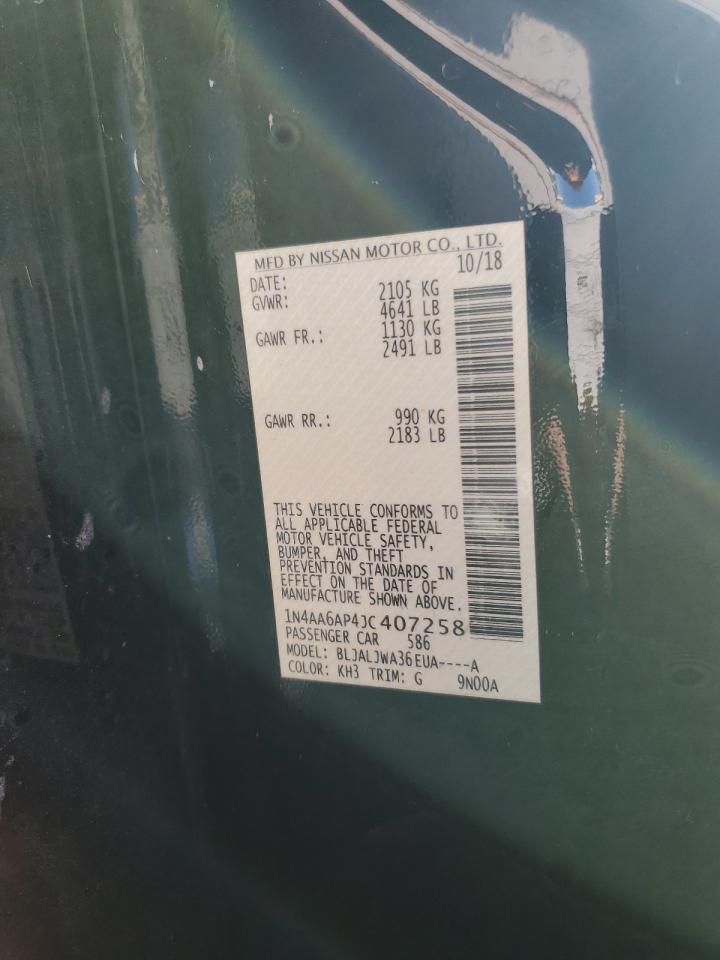 MFD BY NISSAN MOTOR CO., LTD.
DATE: 10/18
GVWR: 2105 KG
4641 LB
GAWR FR.: 1130 KG
2491 LB
GAWR RR.: 990 KG
2183 LB
THIS VEHICLE CONFORMS TO
ALL APPLICABLE FEDERAL
MOTOR VEHICLE SAFETY,
BUMPER, AND THEFT
PREVENTION STANDARDS IN
EFFECT ON THE DATE OF
MANUFACTURE SHOWN ABOVE.
1N4AA6AP4JC407258
PASSENGER CAR 586
MODEL: BLJALJWA36EUA----A
COLOR: KH3 TRIM: G 9N00A